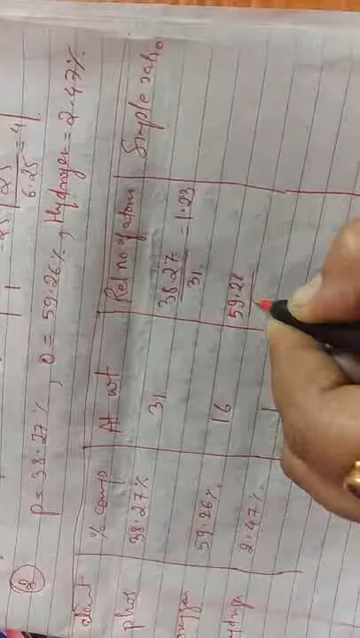 6.25 = 4
② P = 38.27%, O = 59.26%, Hydrogen = 2.47%
% comp At wt Rel no of atom Simple ratio
phos 38.27% 31 38.27/31 = 1.23
59.26% 16 59.26
2.47%